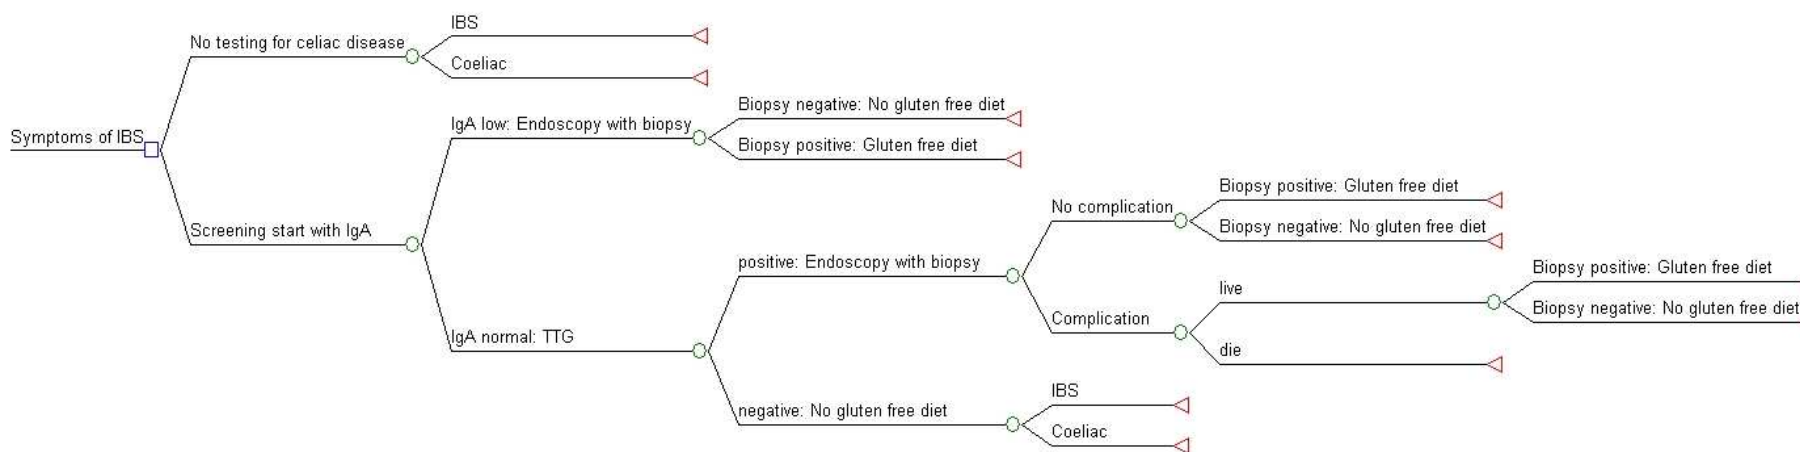 IBS
No testing for celiac disease
Coeliac
Biopsy negative: No gluten free diet
IgA low: Endoscopy with biopsy
Symptoms of IBS
Biopsy positive: Gluten free diet
Biopsy positive: Gluten free diet
No complication
Biopsy negative: No gluten free diet
Screening start with IgA
positive: Endoscopy with biopsy
Biopsy positive: Gluten free diet
live
Biopsy negative: No gluten free diet
Complication
IgA normal: TTG
die
IBS
negative: No gluten free diet
Coeliac